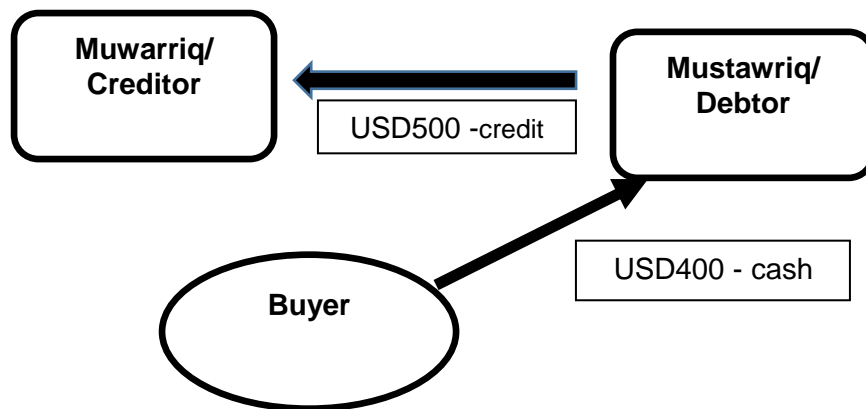 Muwarriq/
Creditor
Mustawriq/
Debtor
USD500 -credit
USD400 - cash
Buyer